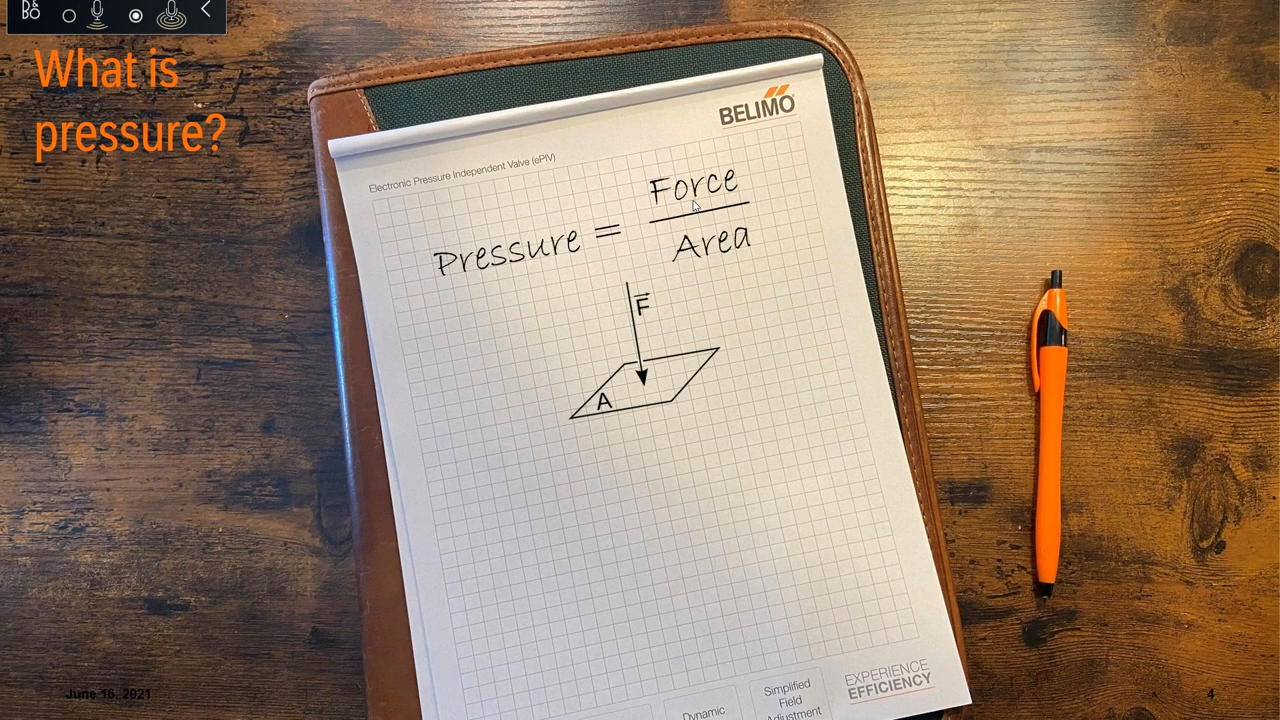 What is
pressure?
BELIMO
Electronic Pressure Independent Valve (ePIV)
Pressure = Force
Area
F
A
Dynamic
Simplified
Field
Adjustment
EXPERIENCE
EFFICIENCY
June 16, 2021
4